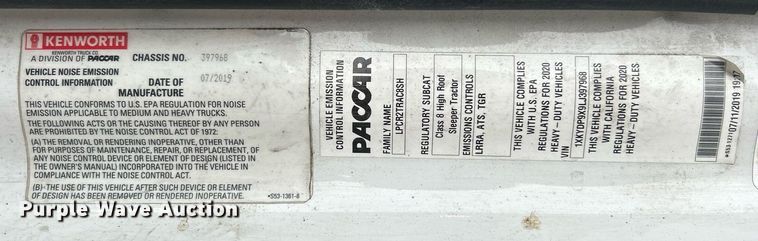 KENWORTH
KENWORTH TRUCK CO.
A DIVISION OF PACCAR
CHASSIS NO. 397968
VEHICLE NOISE EMISSION
CONTROL INFORMATION
DATE OF 07/2019
MANUFACTURE
THIS VEHICLE CONFORMS TO U.S. EPA REGULATION FOR NOISE
EMISSION APPLICABLE TO MEDIUM AND HEAVY TRUCKS.
THE FOLLOWING ACTS OR THE CAUSING THEREOF BY ANY PERSON
ARE PROHIBITED BY THE NOISE CONTROL ACT OF 1972:
(A) THE REMOVAL OR RENDERING INOPERATIVE, OTHER THAN
FOR PURPOSES OF MAINTENANCE, REPAIR, OR REPLACEMENT, OF
ANY NOISE CONTROL DEVICE OR ELEMENT OF DESIGN (LISTED IN
THE OWNER'S MANUAL) INCORPORATED INTO THE VEHICLE IN
COMPLIANCE WITH THE NOISE CONTROL ACT.
(B) THE USE OF THIS VEHICLE AFTER SUCH DEVICE OR ELEMENT
OF DESIGN HAS BEEN REMOVED OR RENDERED INOPERATIVE.
•S53-1361-6
VEHICLE EMISSION
CONTROL INFORMATION
PACCAR
FAMILY NAME
LPCR2TRAC8SH
REGULATORY SUBCAT
Class 8 High Roof
Sleeper Tractor
EMISSIONS CONTROLS
LRRA, ATS, TGR
THIS VEHICLE COMPLIES
WITH U.S. EPA
REGULATIONS FOR 2020
HEAVY-DUTY VEHICLES
VIN
1XKYDP9X9LJ397968
THIS VEHICLE COMPLIES
WITH CALIFORNIA
REGULATIONS FOR 2020
HEAVY-DUTY VEHICLES
07/11/2019
Purple Wave Auction